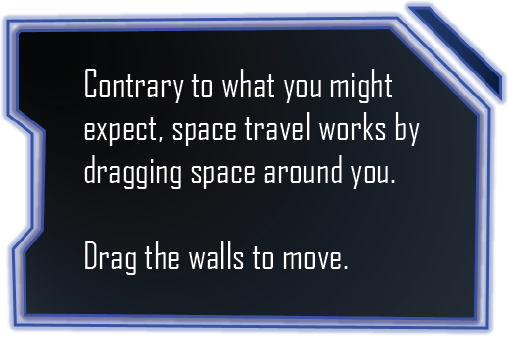 Contrary to what you might
expect, space travel works by
dragging space around you.
Drag the walls to move.